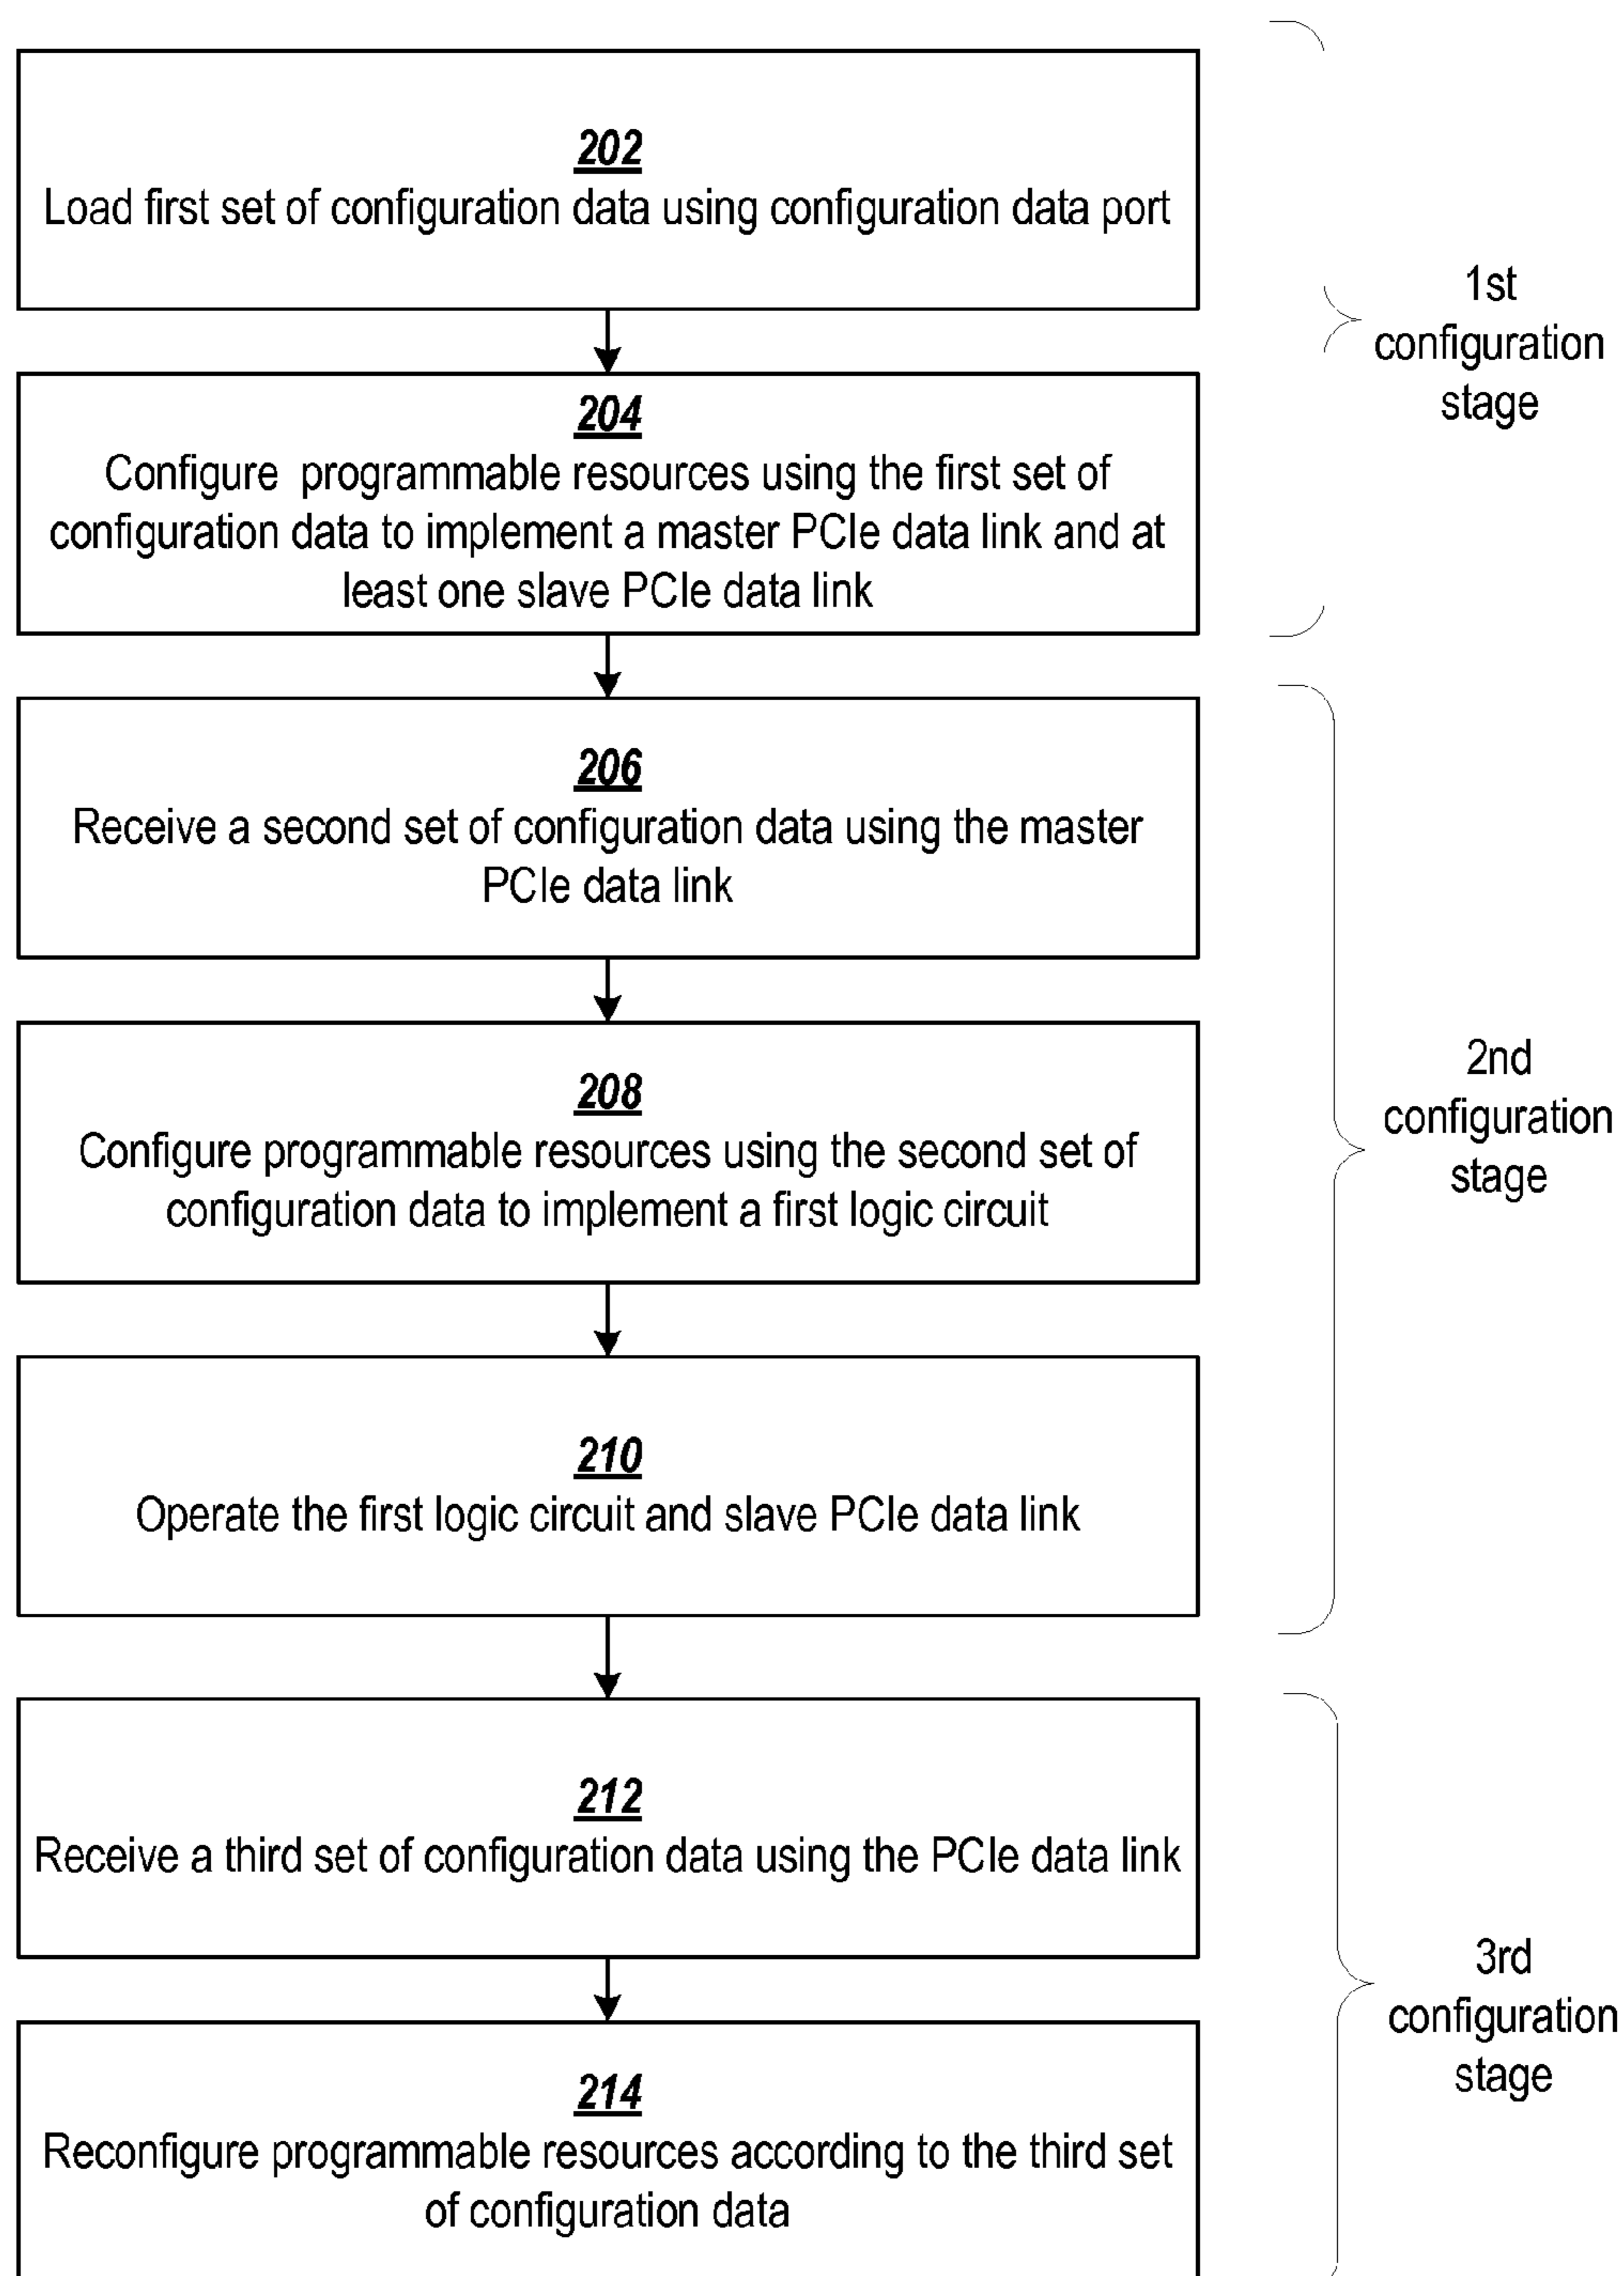 202
Load first set of configuration data using configuration data port
1st
configuration
stage
204
Configure programmable resources using the first set of
configuration data to implement a master PCIe data link and at
least one slave PCIe data link
206
Receive a second set of configuration data using the master
PCIe data link
208
Configure programmable resources using the second set of
configuration data to implement a first logic circuit
2nd
configuration
stage
210
Operate the first logic circuit and slave PCIe data link
212
Receive a third set of configuration data using the PCIe data link
214
Reconfigure programmable resources according to the third set
of configuration data
3rd
configuration
stage